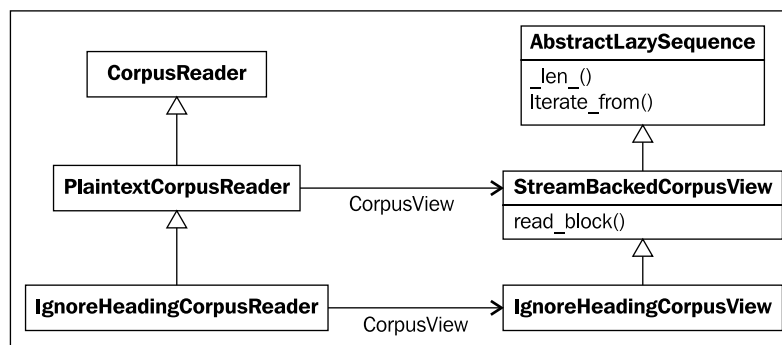 AbstractLazySequence
CorpusReader
_len_()
Iterate_from()
PlaintextCorpusReader
StreamBackedCorpusView
CorpusView
read_block()
IgnoreHeadingCorpusReader
IgnoreHeadingCorpusView
CorpusView